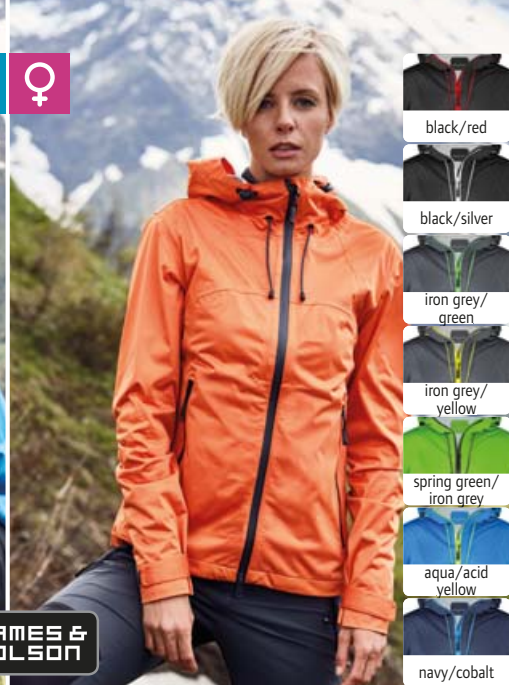 black/red
black/silver
iron grey/
green
iron grey/
yellow
spring green/
iron grey
aqua/acid
yellow
navy/cobalt
AMES &
OLSON